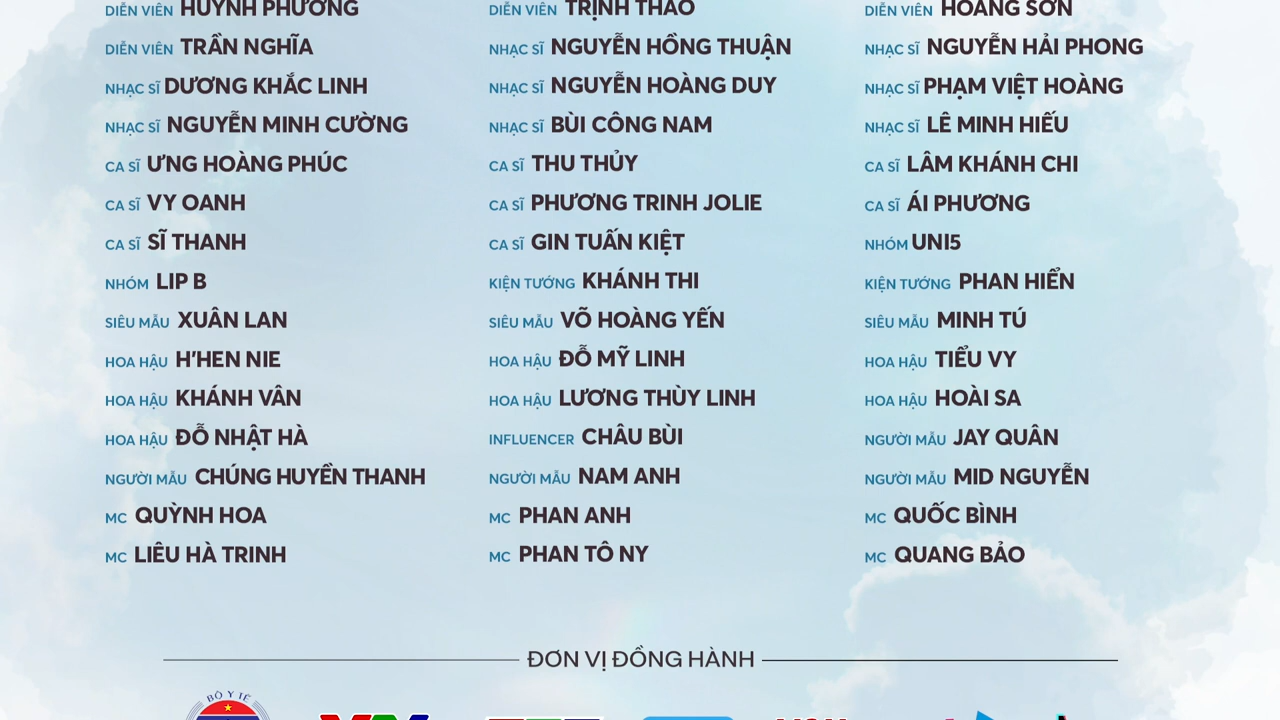 DIỄN VIÊN HUỲNH PHƯƠNG DIỄN VIÊN TRỊNH THẢO DIỄN VIÊN HOÀNG SƠN
DIỄN VIÊN TRẦN NGHĨA NHẠC SĨ NGUYỄN HỒNG THUẬN NHẠC SĨ NGUYỄN HẢI PHONG
NHẠC SĨ DƯƠNG KHẮC LINH NHẠC SĨ NGUYỄN HOÀNG DUY NHẠC SĨ PHẠM VIỆT HOÀNG
NHẠC SĨ NGUYỄN MINH CƯỜNG NHẠC SĨ BÙI CÔNG NAM NHẠC SĨ LÊ MINH HIẾU
CA SĨ ƯNG HOÀNG PHÚC CA SĨ THU THỦY CA SĨ LÂM KHÁNH CHI
CA SĨ VY OANH CA SĨ PHƯƠNG TRINH JOLIE CA SĨ ÁI PHƯƠNG
CA SĨ SĨ THANH CA SĨ GIN TUẤN KIỆT NHÓM UNI5
NHÓM LIP B KIỆN TƯỚNG KHÁNH THI KIỆN TƯỚNG PHAN HIỂN
SIÊU MẪU XUÂN LAN SIÊU MẪU VÕ HOÀNG YẾN SIÊU MẪU MINH TÚ
HOA HẬU H'HEN NIE HOA HẬU ĐỖ MỸ LINH HOA HẬU TIỂU VY
HOA HẬU KHÁNH VÂN HOA HẬU LƯƠNG THÙY LINH HOA HẬU HOÀI SA
HOA HẬU ĐỖ NHẬT HÀ INFLUENCER CHÂU BÙI NGƯỜI MẪU JAY QUÂN
NGƯỜI MẪU CHÚNG HUYỀN THANH NGƯỜI MẪU NAM ANH NGƯỜI MẪU MID NGUYỄN
MC QUỲNH HOA MC PHAN ANH MC QUỐC BÌNH
MC LIÊU HÀ TRINH MC PHAN TÔ NY MC QUANG BẢO
ĐƠN VỊ ĐỒNG HÀNH
BỘ Y TẾ